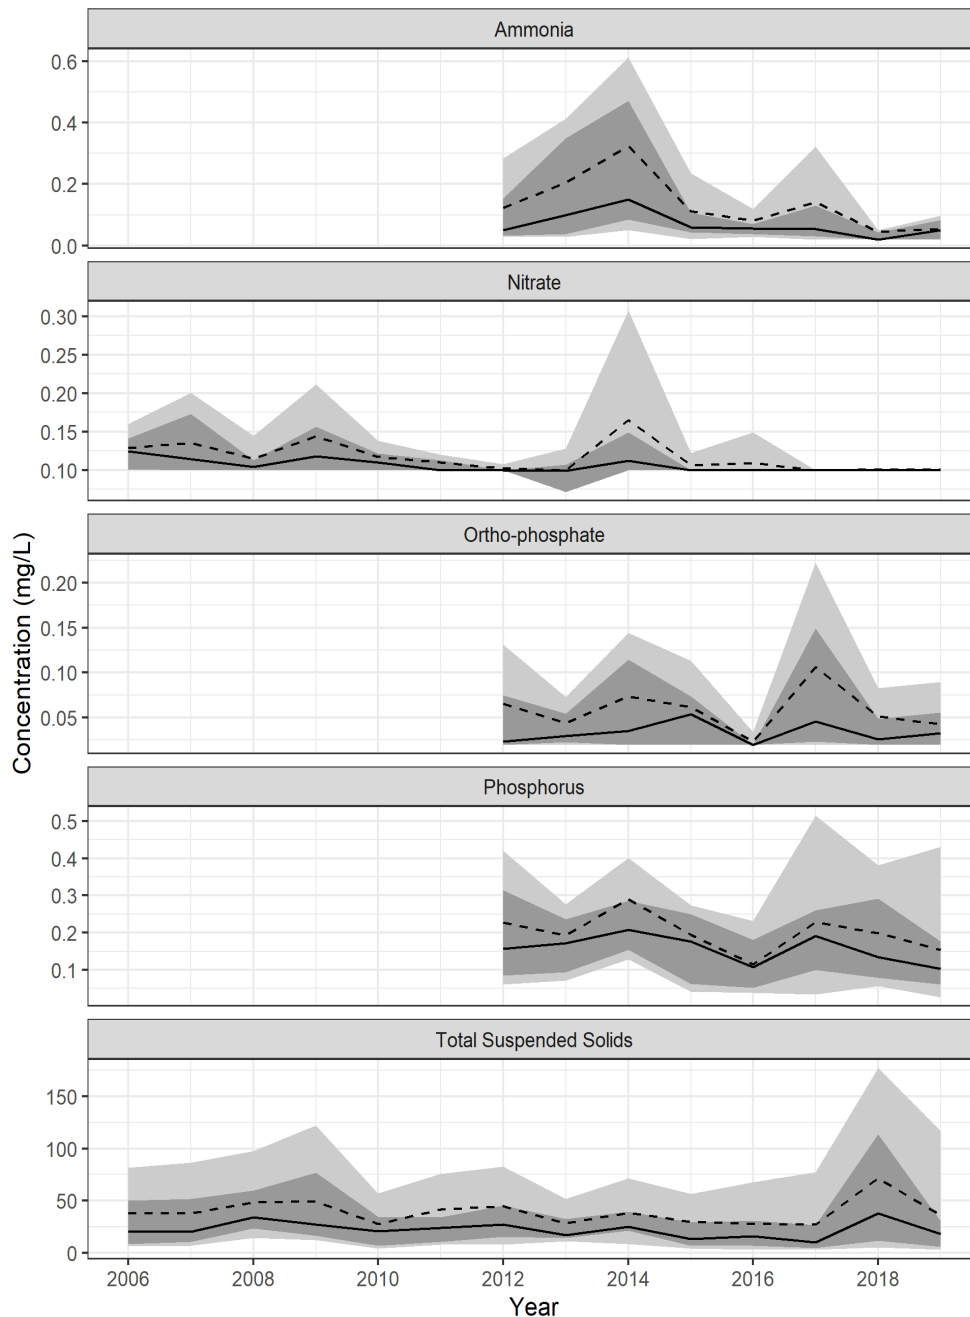 Ammonia
0.6
0.4
0.2
0.0
Nitrate
0.30
0.25
0.20
0.15
0.10
Ortho-phosphate
0.20
0.15
0.10
0.05
Phosphorus
0.5
0.4
0.3
0.2
0.1
Total Suspended Solids
150
100
50
0
2006 2008 2010 2012 2014 2016 2018
Year
Concentration (mg/L)